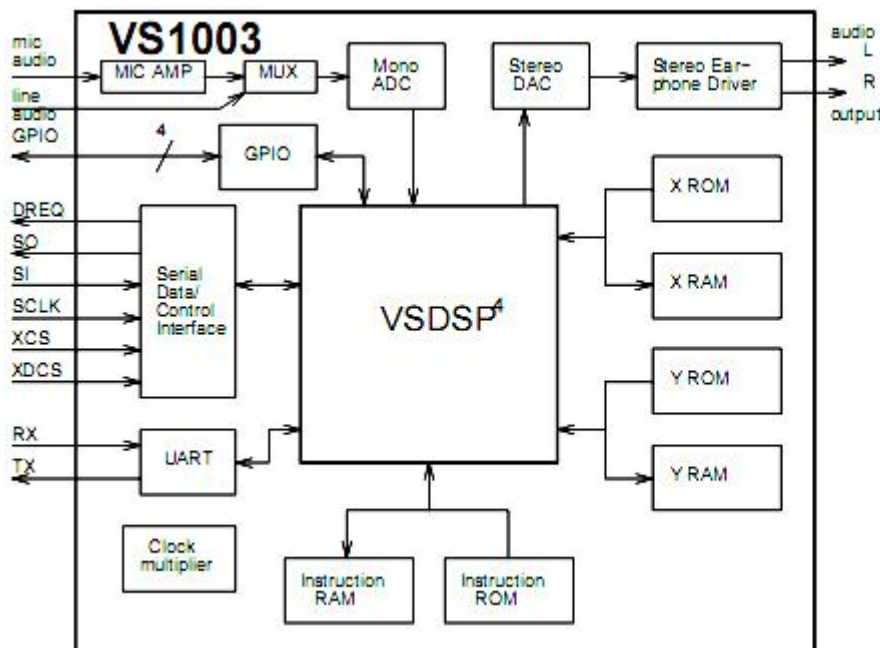 VS1003
mic
audio
MIC AMP
MUX
Mono
ADC
Stereo
DAC
Stereo Ear-
phone Driver
audio
L
R
output
line
audio
GPIO
4
GPIO
X ROM
X RAM
DREQ
SO
SI
SCLK
XCS
XDCS
Serial
Data/
Control
Interface
VSDSP4
Y ROM
Y RAM
RX
TX
UART
Clock
multiplier
Instruction
RAM
Instruction
ROM